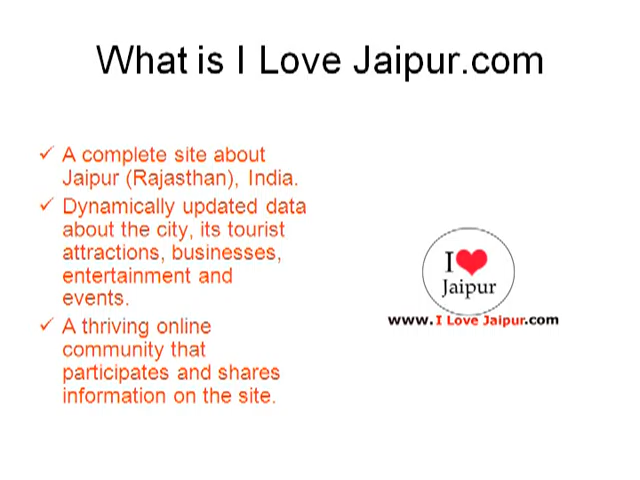 What is I Love Jaipur.com
A complete site about
Jaipur (Rajasthan), India.
Dynamically updated data
about the city, its tourist
attractions, businesses,
entertainment and
events.
A thriving online
community that
participates and shares
information on the site.
I
Jaipur
www.I Love Jaipur.com